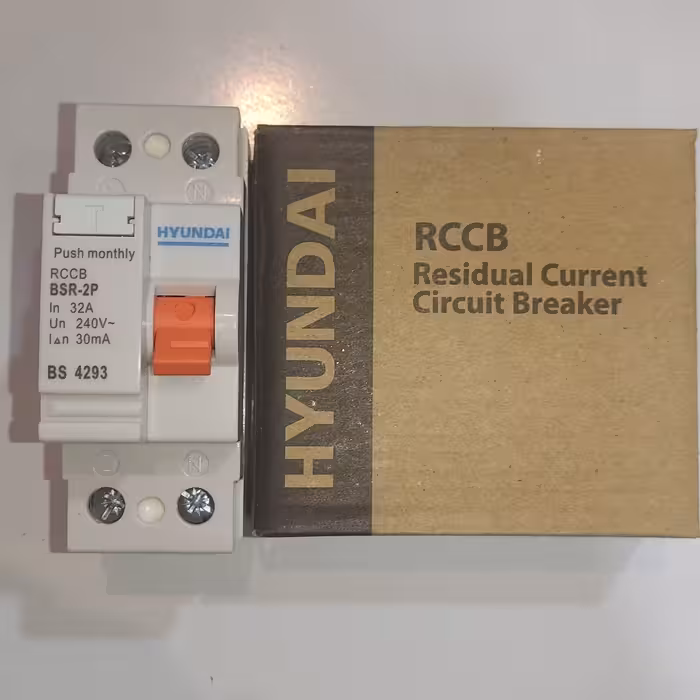 N
T
HYUNDAI
Push monthly
RCCB
BSR-2P
In 32A
Un 240V~
I△n 30mA
BS 4293
N
HYUNDAI
RCCB
Residual Current
Circuit Breaker